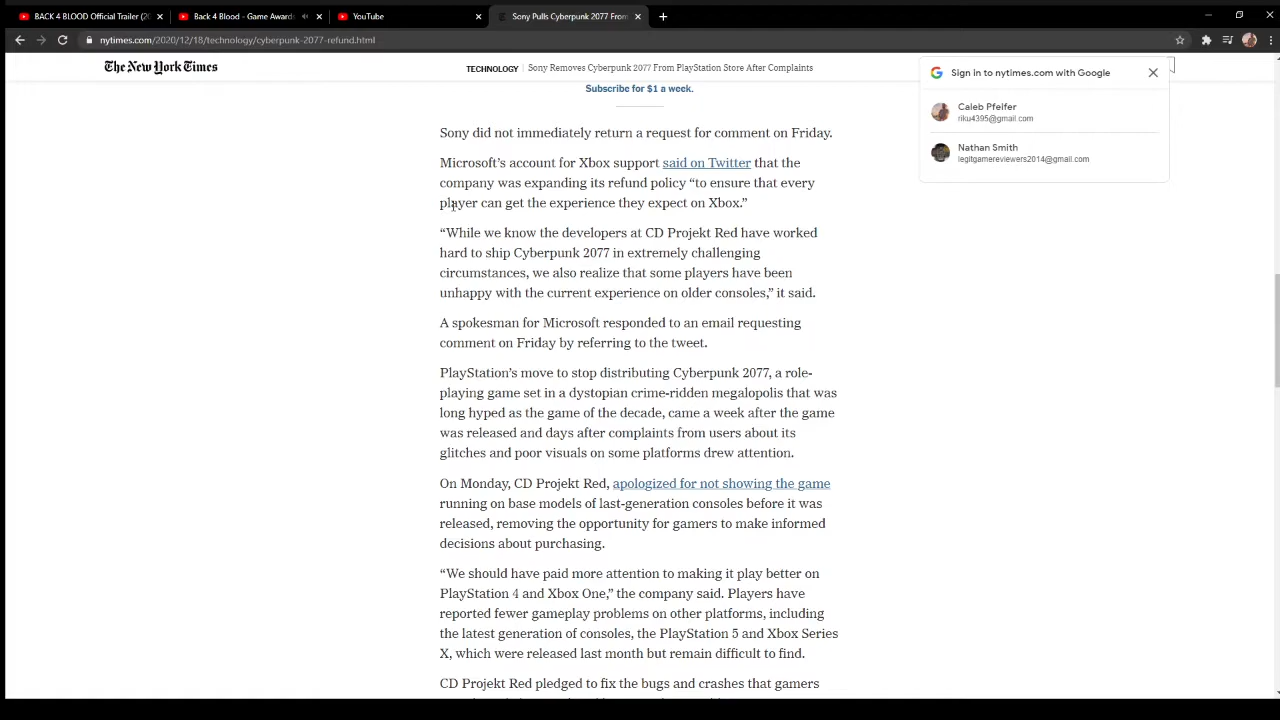 BACK 4 BLOOD Official Trailer (20
Back 4 Blood - Game Awards
YouTube
Sony Pulls Cyberpunk 2077 From
nytimes.com/2020/12/18/technology/cyberpunk-2077-refund.html
The New York Times
TECHNOLOGY | Sony Removes Cyberpunk 2077 From PlayStation Store After Complaints
Sign in to nytimes.com with Google
Caleb Pfeifer
riku4395@gmail.com
Nathan Smith
legitgamereviewers2014@gmail.com
Subscribe for $1 a week.
Sony did not immediately return a request for comment on Friday.
Microsoft’s account for Xbox support said on Twitter that the
company was expanding its refund policy “to ensure that every
player can get the experience they expect on Xbox.”
“While we know the developers at CD Projekt Red have worked
hard to ship Cyberpunk 2077 in extremely challenging
circumstances, we also realize that some players have been
unhappy with the current experience on older consoles,” it said.
A spokesman for Microsoft responded to an email requesting
comment on Friday by referring to the tweet.
PlayStation’s move to stop distributing Cyberpunk 2077, a role-
playing game set in a dystopian crime-ridden megalopolis that was
long hyped as the game of the decade, came a week after the game
was released and days after complaints from users about its
glitches and poor visuals on some platforms drew attention.
On Monday, CD Projekt Red, apologized for not showing the game
running on base models of last-generation consoles before it was
released, removing the opportunity for gamers to make informed
decisions about purchasing.
“We should have paid more attention to making it play better on
PlayStation 4 and Xbox One,” the company said. Players have
reported fewer gameplay problems on other platforms, including
the latest generation of consoles, the PlayStation 5 and Xbox Series
X, which were released last month but remain difficult to find.
CD Projekt Red pledged to fix the bugs and crashes that gamers